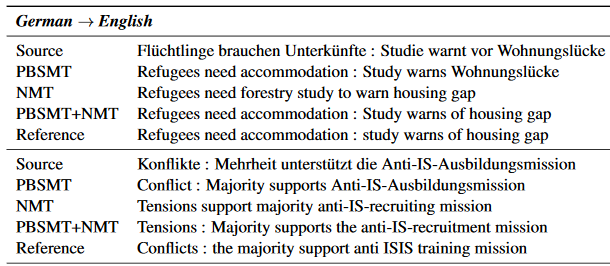 German → English
Source Flüchtlinge brauchen Unterkünfte : Studie warnt vor Wohnungslücke
PBSMT Refugees need accommodation : Study warns Wohnungslücke
NMT Refugees need forestry study to warn housing gap
PBSMT+NMT Refugees need accommodation : Study warns of housing gap
Reference Refugees need accommodation : study warns of housing gap
Source Konflikte : Mehrheit unterstützt die Anti-IS-Ausbildungsmission
PBSMT Conflict : Majority supports Anti-IS-Ausbildungsmission
NMT Tensions support majority anti-IS-recruiting mission
PBSMT+NMT Tensions : Majority supports the anti-IS-recruitment mission
Reference Conflicts : the majority support anti ISIS training mission